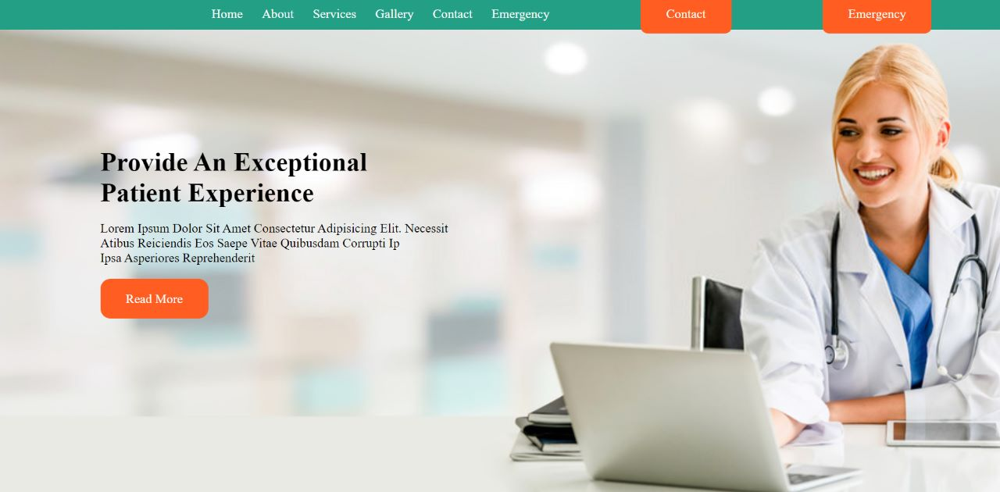 Home About Services Gallery Contact Emergency Contact Emergency
Provide An Exceptional
Patient Experience
Lorem Ipsum Dolor Sit Amet Consectetur Adipisicing Elit. Necessit
Atibus Reiciendis Eos Saepe Vitae Quibusdam Corrupti Ip
Ipsa Asperiores Reprehenderit
Read More